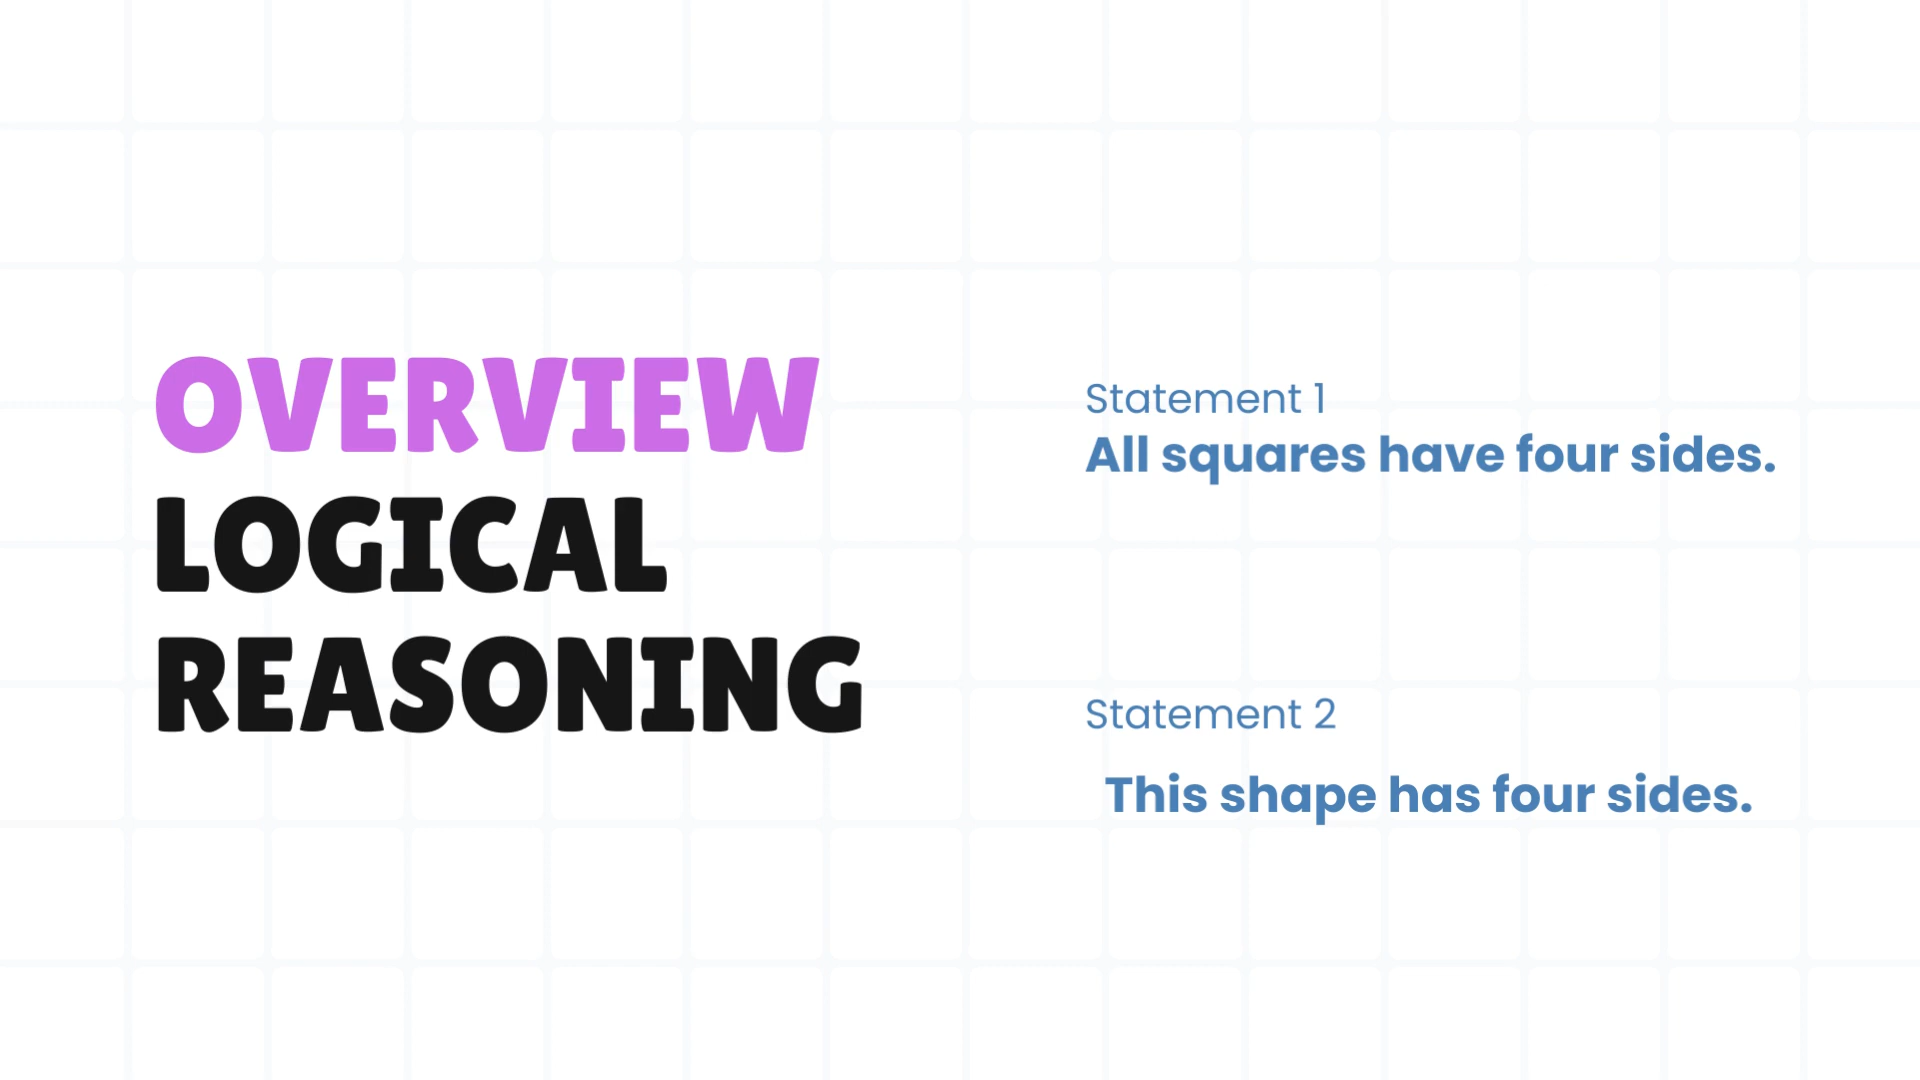 OVERVIEW
LOGICAL
REASONING
Statement 1
All squares have four sides.
Statement 2
This shape has four sides.